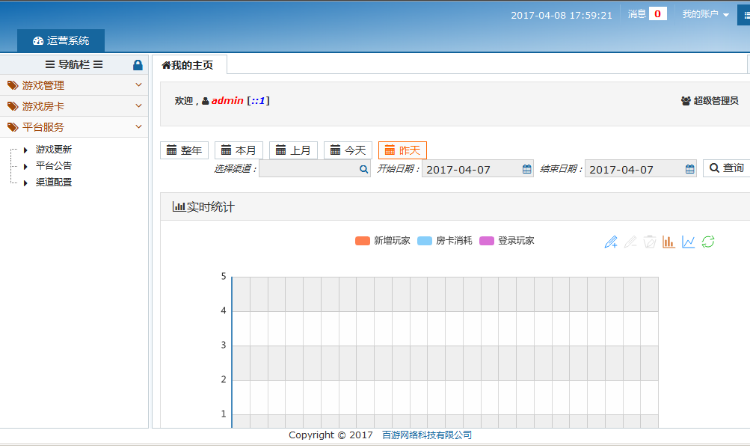 2017-04-08 17:59:21 消息 0 我的账户
运营系统
导航栏
我的主页
游戏管理
游戏房卡
平台服务
游戏更新
平台公告
渠道配置
欢迎，admin [::1] 超级管理员
整年 本月 上月 今天 昨天
选择渠道： 开始日期：2017-04-07 结束日期：2017-04-07 查询
实时统计
新增玩家 房卡消耗 登录玩家
5
4
3
2
1
Copyright © 2017 百游网络科技有限公司